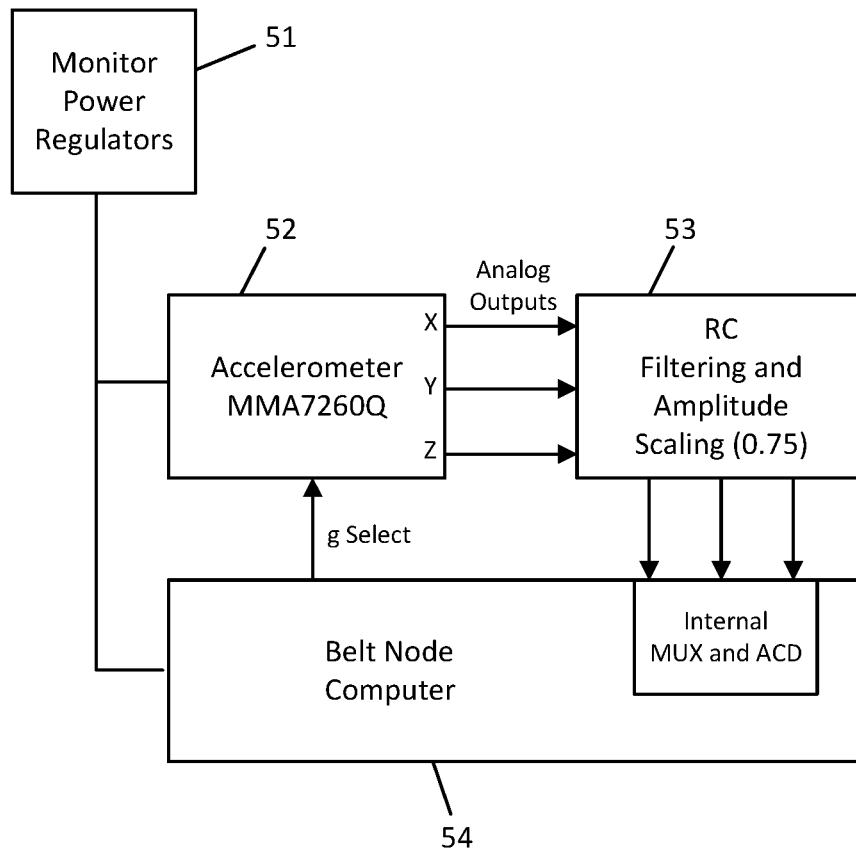 51
Monitor
Power
Regulators
52
53
Analog
Outputs
X
Y
Z
Accelerometer
MMA7260Q
RC
Filtering and
Amplitude
Scaling (0.75)
g Select
Internal
MUX and ACD
Belt Node
Computer
54